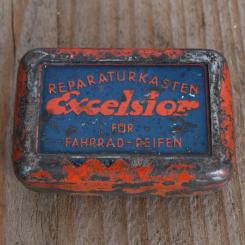 REPARATURKASTEN
Excelsior
FÜR
FAHRRAD-REIFEN